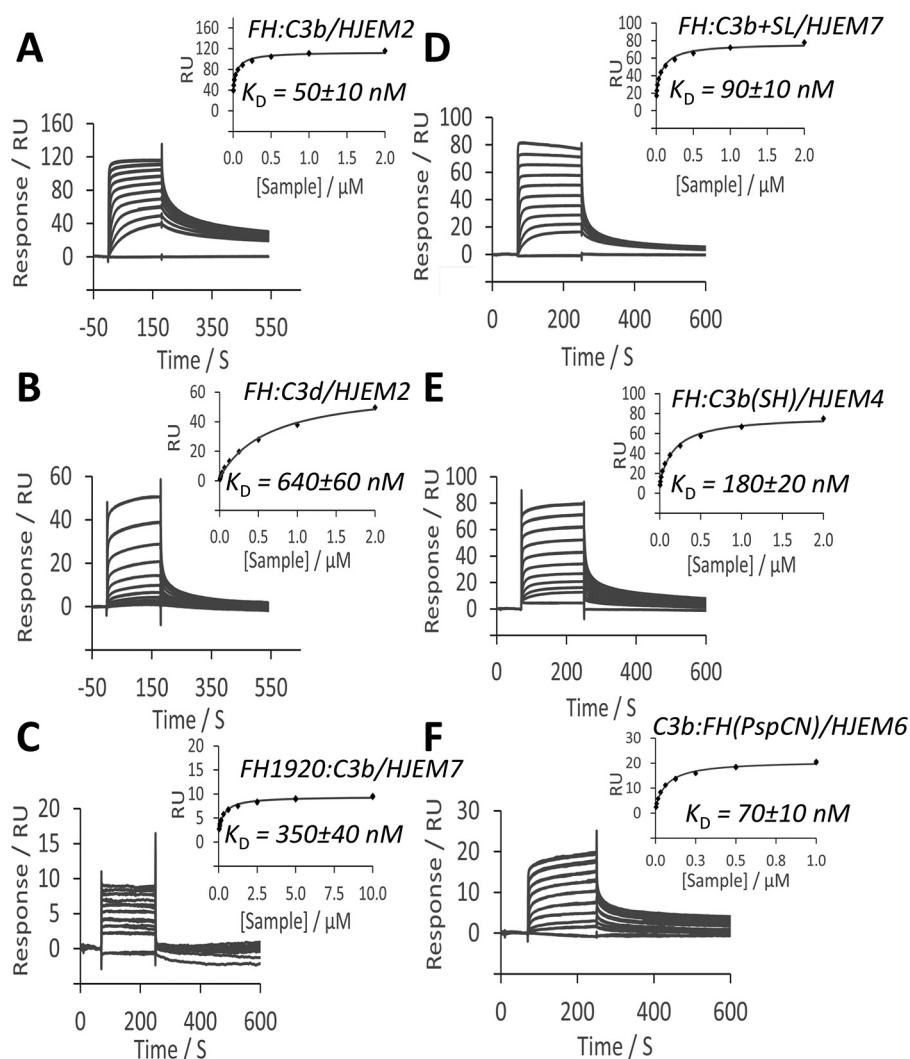 A
FH:C3b/HJEM2
160
120
80
40
0
RU
K_D = 50±10 nM
0.0 0.5 1.0 1.5 2.0
[Sample] / µM
Response / RU
160
120
80
40
0
-50 150 350 550
Time / S
D
FH:C3b+SL/HJEM7
100
80
60
40
20
0
RU
K_D = 90±10 nM
0.0 0.5 1.0 1.5 2.0
[Sample] / µM
Response / RU
100
80
60
40
20
0
0 200 400 600
Time / S
B
FH:C3d/HJEM2
60
40
20
0
RU
K_D = 640±60 nM
0.0 0.5 1.0 1.5 2.0
[Sample] / µM
Response / RU
60
40
20
0
-50 150 350 550
Time / S
E
FH:C3b(SH)/HJEM4
100
80
60
40
20
0
RU
K_D = 180±20 nM
0.0 0.5 1.0 1.5 2.0
[Sample] / µM
Response / RU
100
80
60
40
20
0
0 200 400 600
Time / S
C
FH1920:C3b/HJEM7
20
15
10
5
0
RU
K_D = 350±40 nM
0.0 2.5 5.0 7.5 10.0
[Sample] / µM
Response / RU
20
15
10
5
0
-5
0 200 400 600
Time / S
F
C3b:FH(PspCN)/HJEM6
30
20
10
0
RU
K_D = 70±10 nM
0.0 0.3 0.5 0.8 1.0
[Sample] / µM
Response / RU
30
20
10
0
-10
0 200 400 600
Time / S